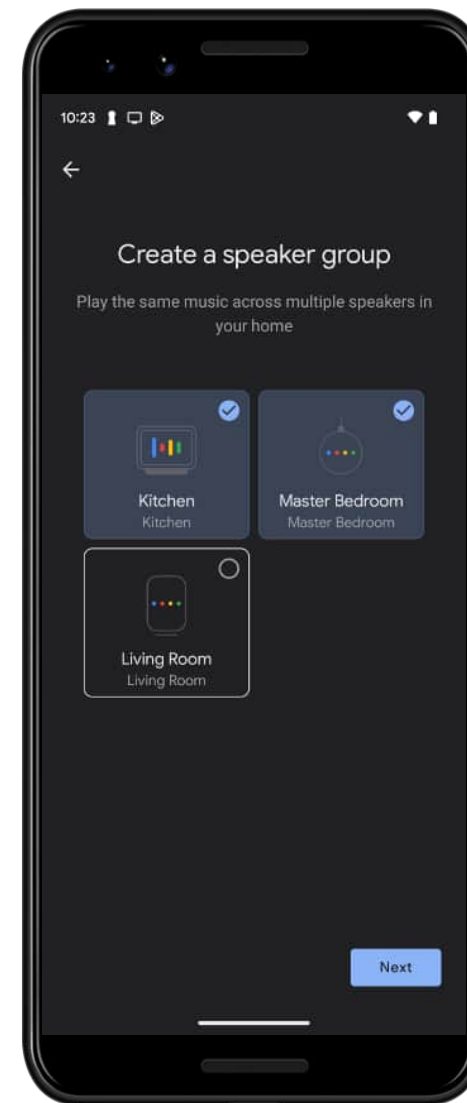 10:23
Create a speaker group
Play the same music across multiple speakers in
your home
Kitchen
Kitchen
Master Bedroom
Master Bedroom
Living Room
Living Room
Next